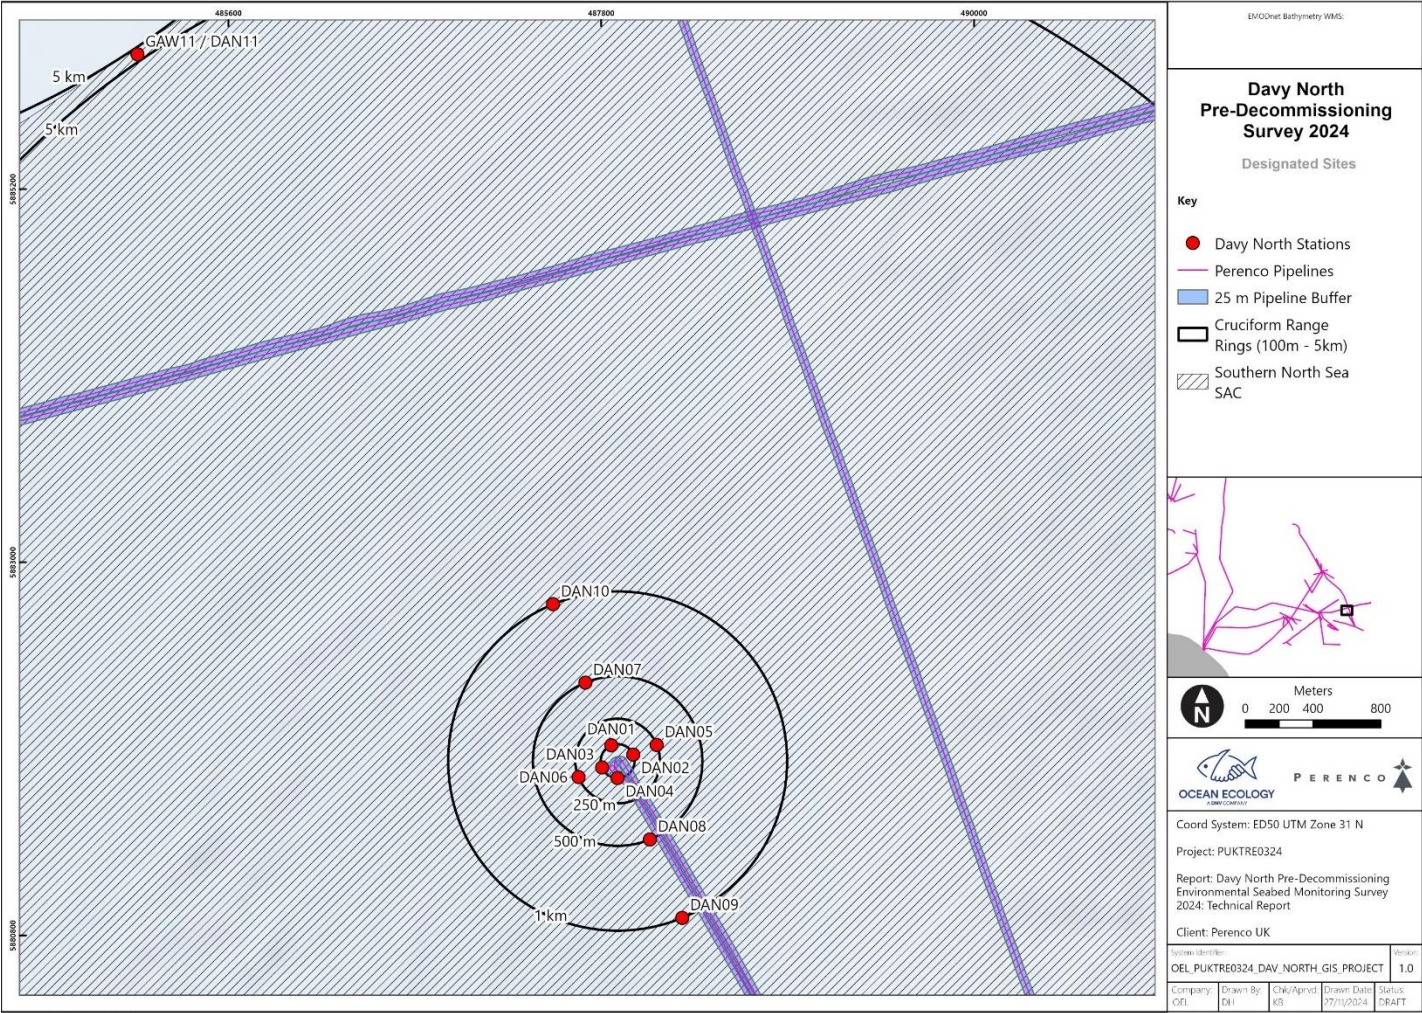 485600
487800
490000
5885200
5883000
5880800
GAW11 / DAN11
5 km
5 km
DAN10
DAN07
DAN01
DAN05
DAN03
DAN02
DAN06
DAN04
250 m
DAN08
500 m
DAN09
1 km
EMODnet Bathymetry WMS:
Davy North
Pre-Decommissioning
Survey 2024
Designated Sites
Key
Davy North Stations
Perenco Pipelines
25 m Pipeline Buffer
Cruciform Range
Rings (100m - 5km)
Southern North Sea
SAC
N
Meters
0 200 400 800
OCEAN ECOLOGY
A DNV COMPANY
PERENCO
Coord System: ED50 UTM Zone 31 N
Project: PUKTRE0324
Report: Davy North Pre-Decommissioning
Environmental Seabed Monitoring Survey
2024: Technical Report
Client: Perenco UK
System Identifier: Version:
OEL_PUKTRE0324_DAV_NORTH_GIS_PROJECT 1.0
Company: Drawn By: Chk/Aprvd: Drawn Date: Status:
OEL DH KB 27/11/2024 DRAFT